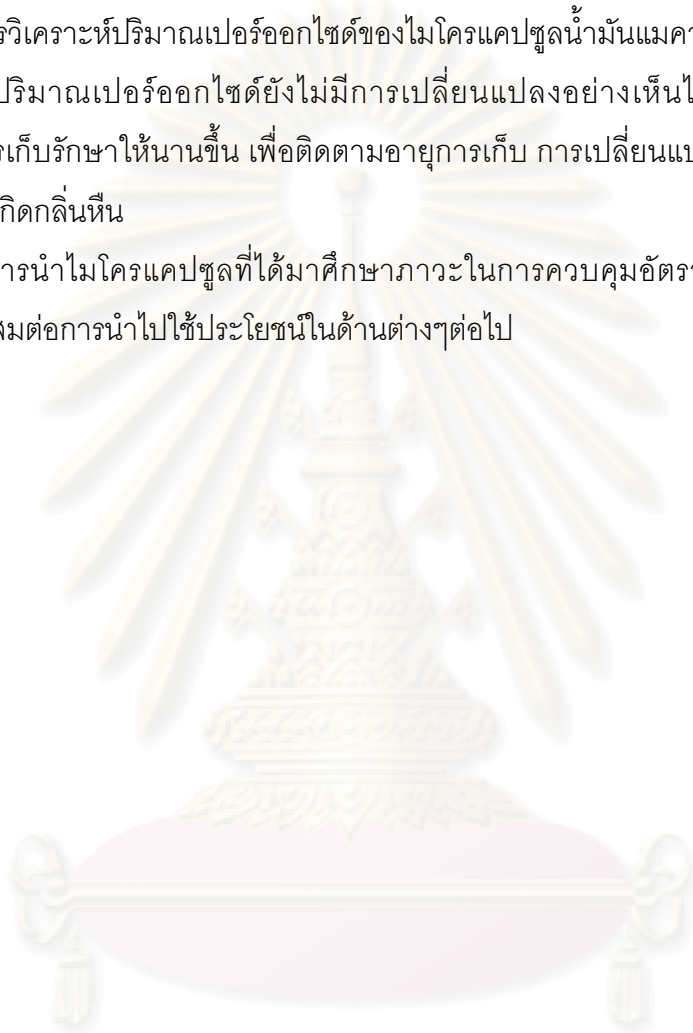 รวิเคราะห์ปริมาณเปอร์ออกไซด์ของไมโครแคปซูลน้ำมันแมคา
ปริมาณเปอร์ออกไซด์ยังไม่มีการเปลี่ยนแปลงอย่างเห็นไ
รเก็บรักษาให้นานขึ้น เพื่อติดตามอายุการเก็บ การเปลี่ยนแป
กิดกลิ่นหืน
ารนำไมโครแคปซูลที่ได้มาศึกษาภาวะในการควบคุมอัตรา
สมต่อการนำไปใช้ประโยชน์ในด้านต่างๆต่อไป